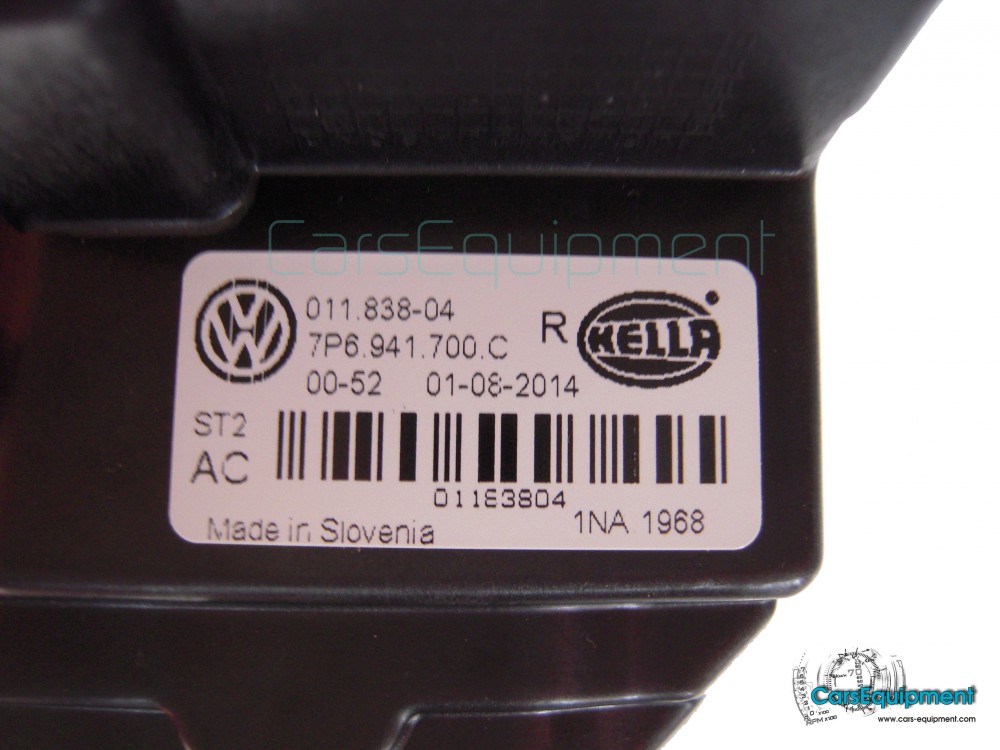 CarsEquipment
011.838-04
7P6.941.700.C
R HELLA
00-52 01-08-2014
ST2
AC
01183804
Made in Slovenia
1NA 1968
CarsEquipment
www.cars-equipment.com